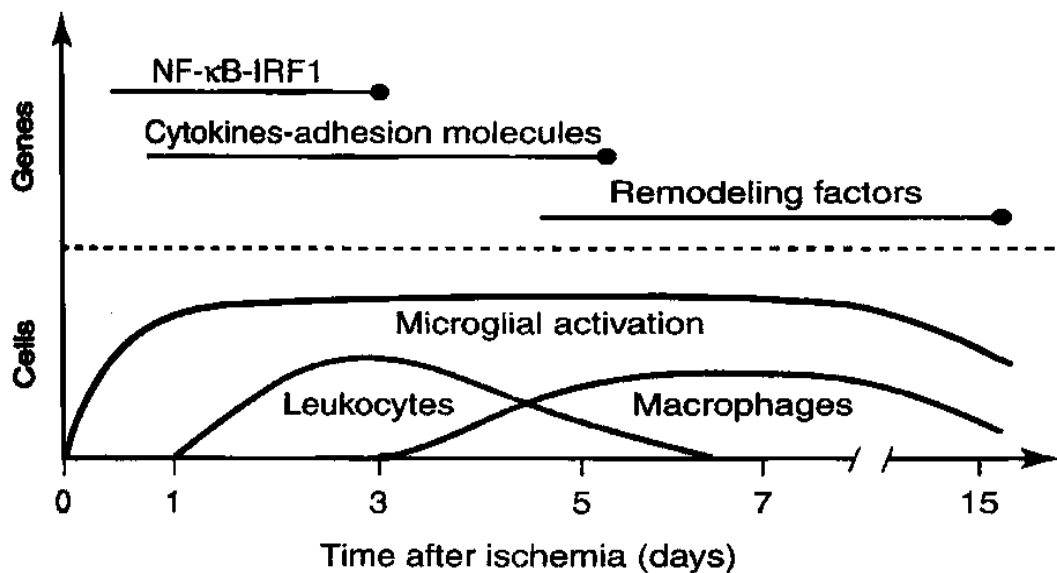 Genes
NF-κB-IRF1
Cytokines-adhesion molecules
Remodeling factors
Cells
Microglial activation
Leukocytes
Macrophages
0 1 3 5 7 15
Time after ischemia (days)